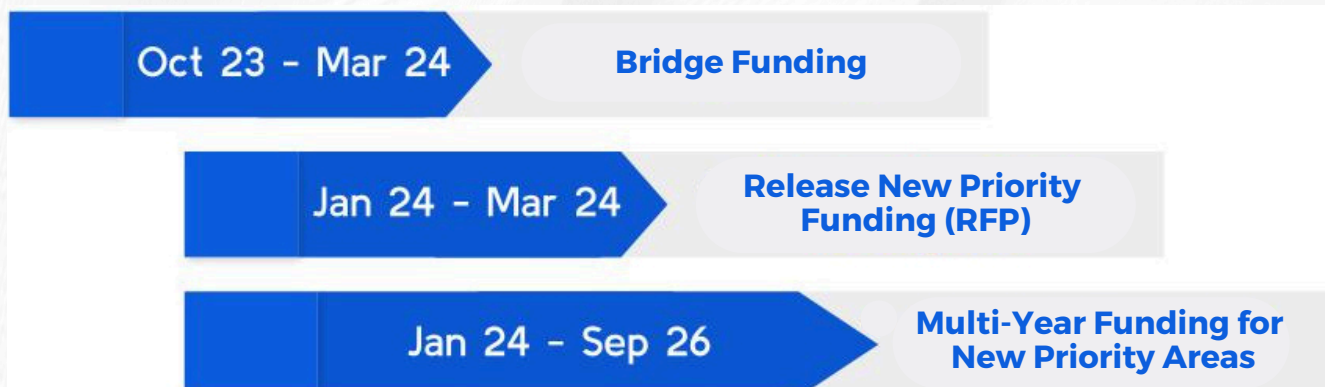 Oct 23 - Mar 24
Bridge Funding
Jan 24 - Mar 24
Release New Priority
Funding (RFP)
Jan 24 - Sep 26
Multi-Year Funding for
New Priority Areas